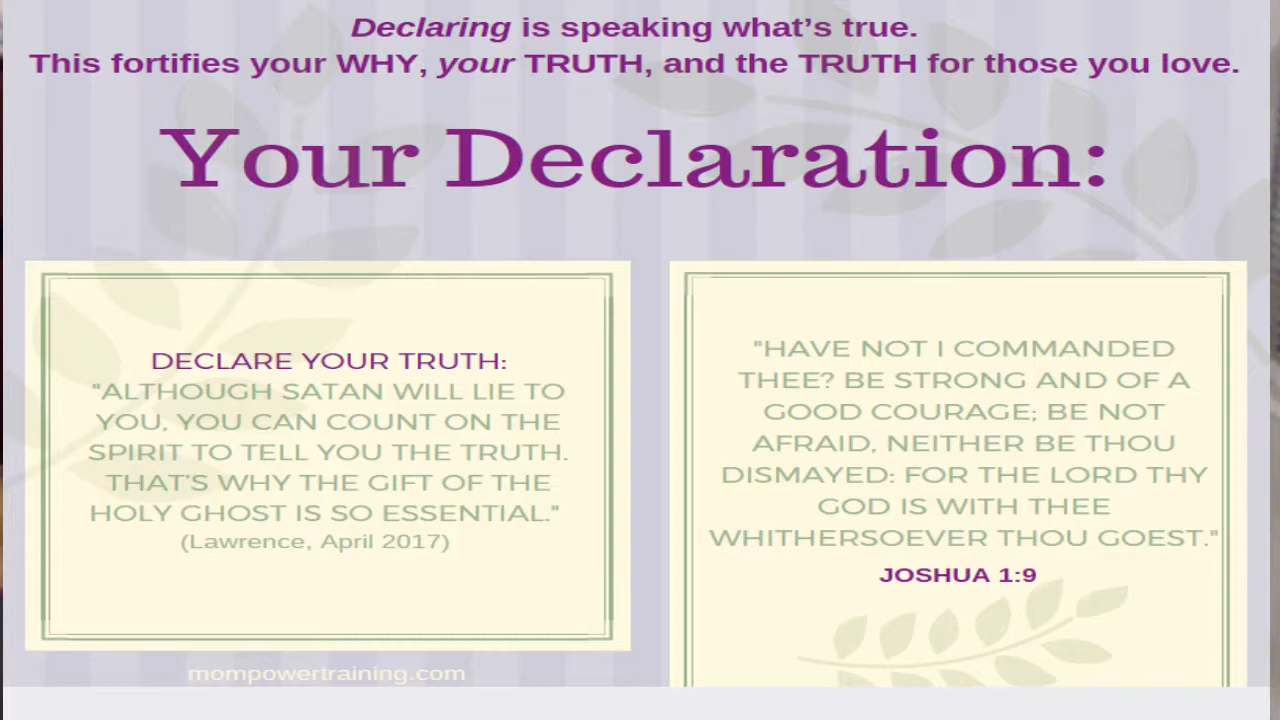 Declaring is speaking what's true.
This fortifies your WHY, your TRUTH, and the TRUTH for those you love.
Your Declaration:
DECLARE YOUR TRUTH:
"ALTHOUGH SATAN WILL LIE TO
YOU, YOU CAN COUNT ON THE
SPIRIT TO TELL YOU THE TRUTH.
THAT'S WHY THE GIFT OF THE
HOLY GHOST IS SO ESSENTIAL."
(Lawrence, April 2017)
mompowertraining.com
"HAVE NOT I COMMANDED
THEE? BE STRONG AND OF A
GOOD COURAGE; BE NOT
AFRAID, NEITHER BE THOU
DISMAYED: FOR THE LORD THY
GOD IS WITH THEE
WHITHERSOEVER THOU GOEST."
JOSHUA 1:9